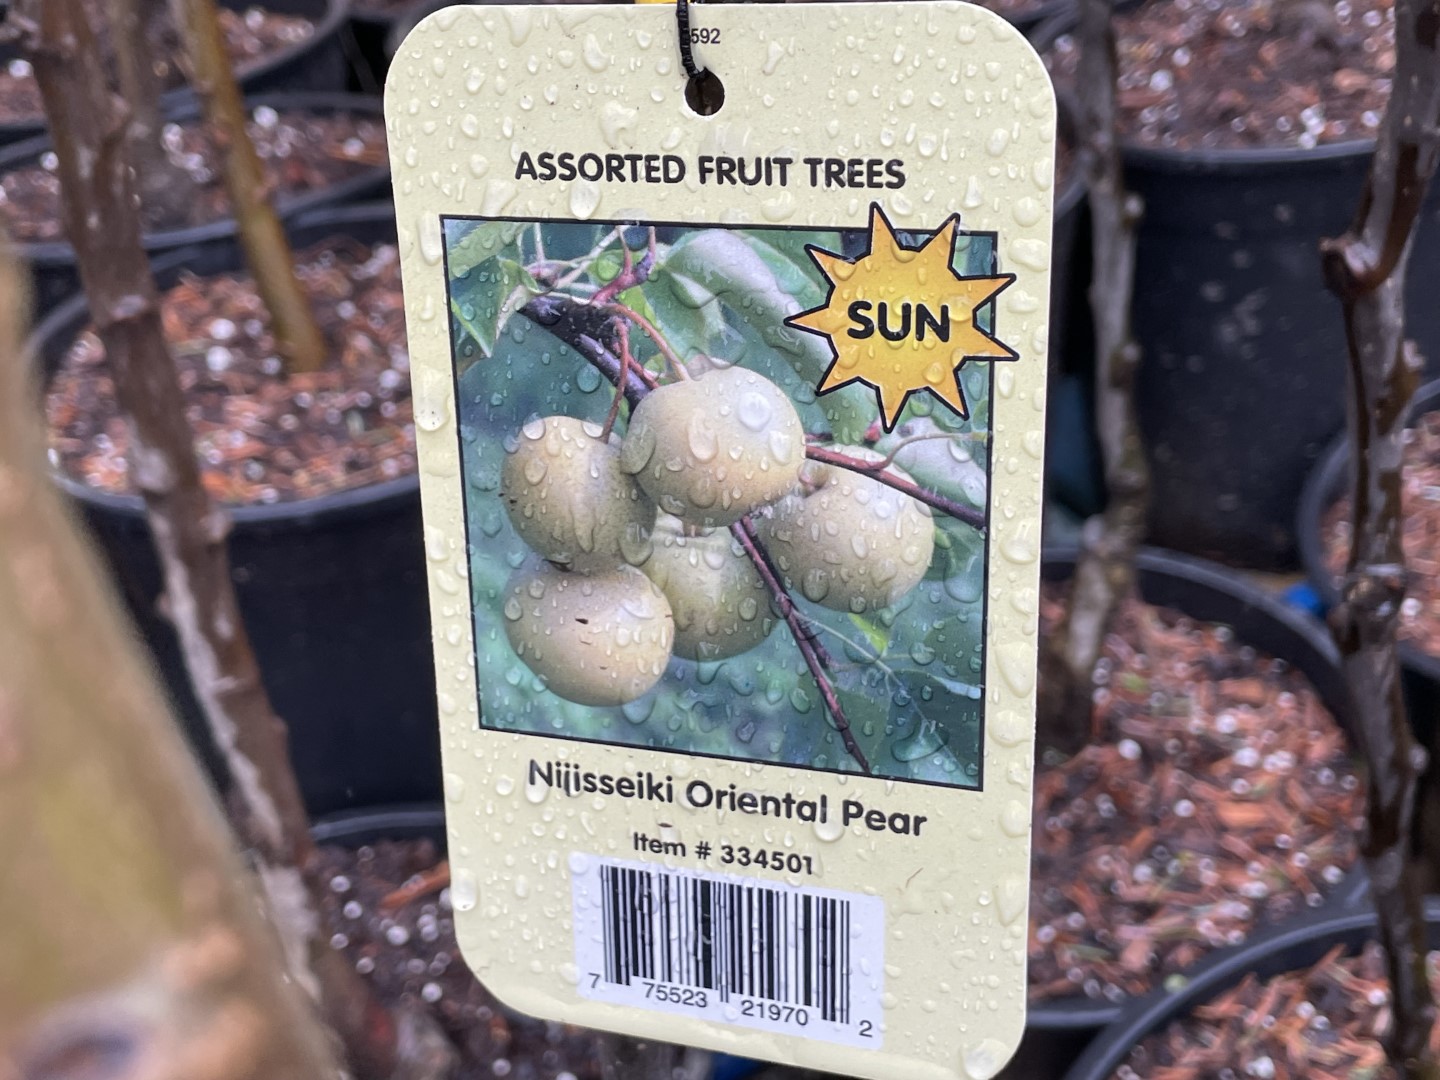 592
ASSORTED FRUIT TREES
SUN
Nijisseiki Oriental Pear
Item # 334501
7 75523 21970 2